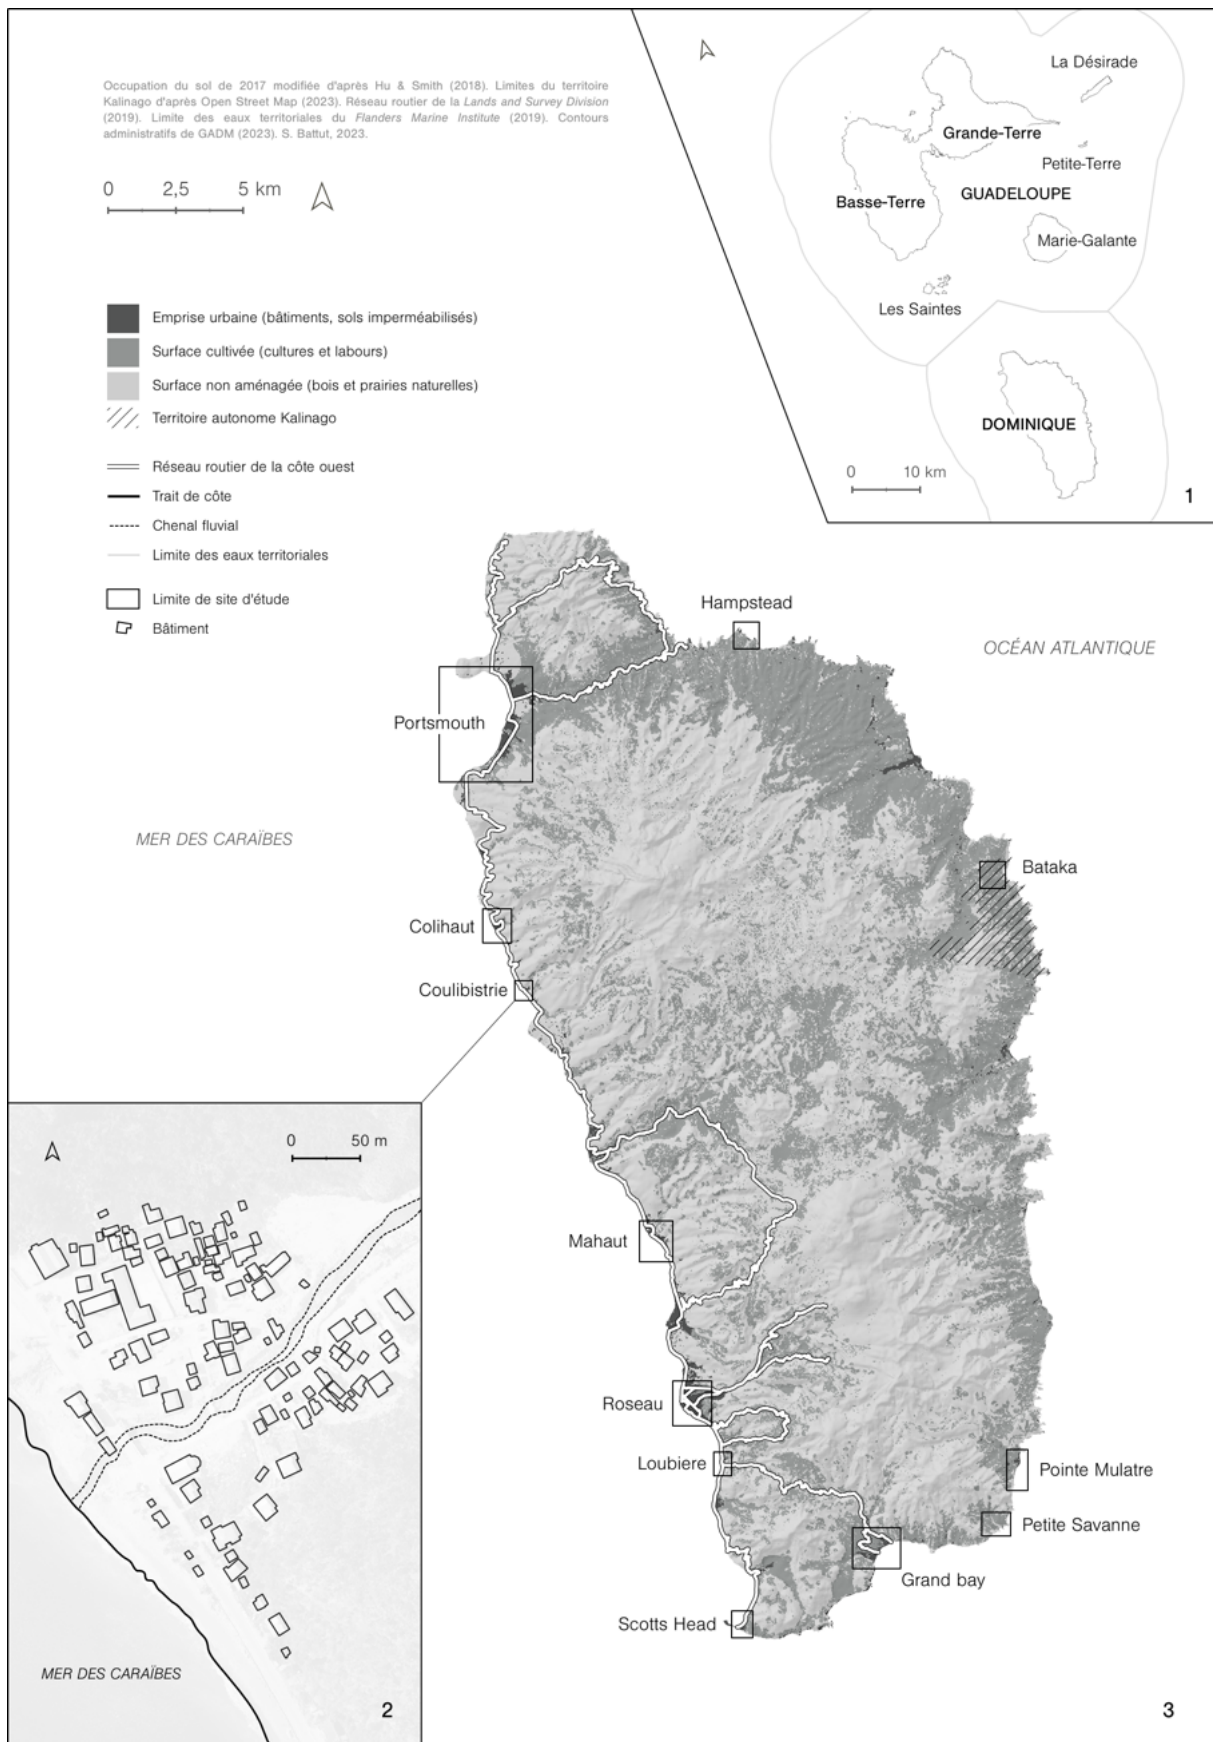 Occupation du sol de 2017 modifiée d'après Hu & Smith (2018). Limites du territoire
Kalinago d'après Open Street Map (2023). Réseau routier de la Lands and Survey Division
(2019). Limite des eaux territoriales du Flanders Marine Institute (2019). Contours
administratifs de GADM (2023). S. Battut, 2023.
0 2,5 5 km
Emprise urbaine (bâtiments, sols imperméabilisés)
Surface cultivée (cultures et labours)
Surface non aménagée (bois et prairies naturelles)
Territoire autonome Kalinago
Réseau routier de la côte ouest
Trait de côte
Chenal fluvial
Limite des eaux territoriales
Limite de site d'étude
Bâtiment
La Désirade
Grande-Terre
Petite-Terre
Basse-Terre
GUADELOUPE
Marie-Galante
Les Saintes
DOMINIQUE
0 10 km
1
Hampstead
OCÉAN ATLANTIQUE
Portsmouth
MER DES CARAÏBES
Bataka
Colihaut
Coulibistrie
Mahaut
Roseau
Loubiere
Pointe Mulatre
Petite Savanne
Grand bay
Scotts Head
3
0 50 m
MER DES CARAÏBES
2